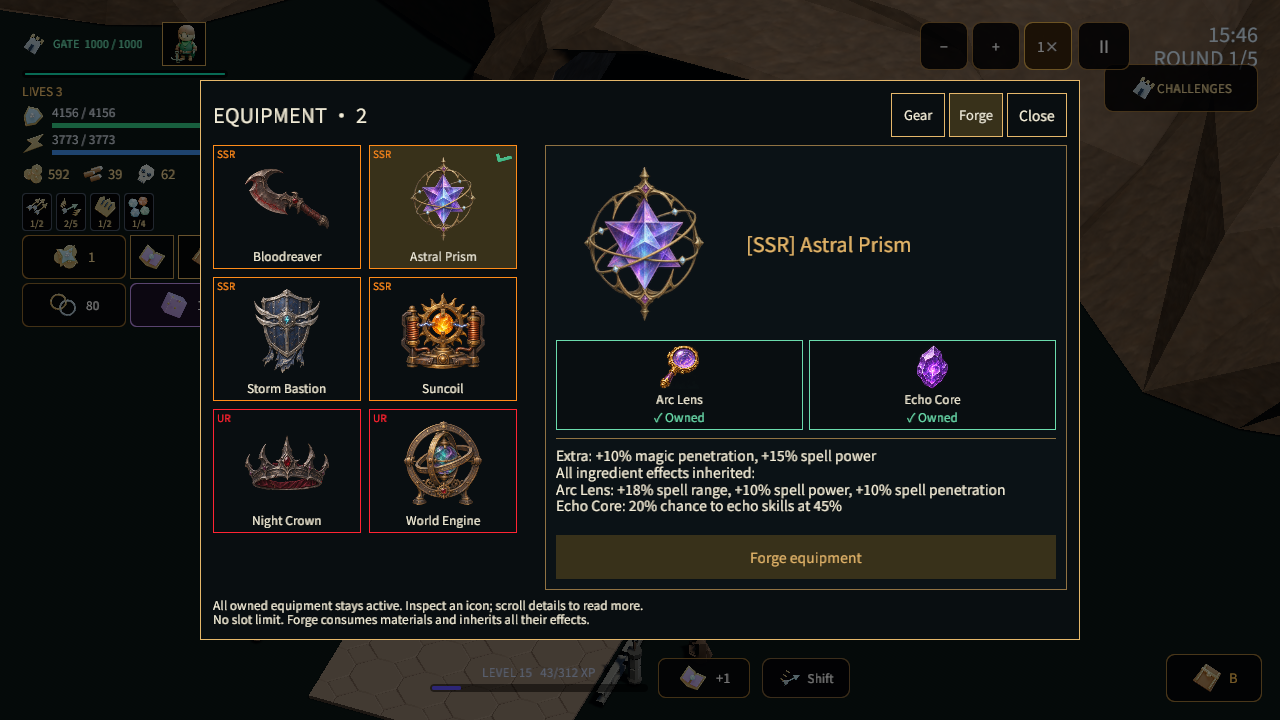 GATE 1000 / 1000
LIVES 3
4156 / 4156
3773 / 3773
592
39
62
1/2
2/5
1/2
1/4
1
80
−
+
1×
15:46
ROUND 1/5
CHALLENGES
EQUIPMENT • 2
Gear
Forge
Close
SSR
Bloodreaver
SSR
Astral Prism
SSR
Storm Bastion
SSR
Suncoil
UR
Night Crown
UR
World Engine
[SSR] Astral Prism
Arc Lens
✓ Owned
Echo Core
✓ Owned
Extra: +10% magic penetration, +15% spell power
All ingredient effects inherited:
Arc Lens: +18% spell range, +10% spell power, +10% spell penetration
Echo Core: 20% chance to echo skills at 45%
Forge equipment
All owned equipment stays active. Inspect an icon; scroll details to read more.
No slot limit. Forge consumes materials and inherits all their effects.
LEVEL 15 43/312 XP
+1
Shift
B